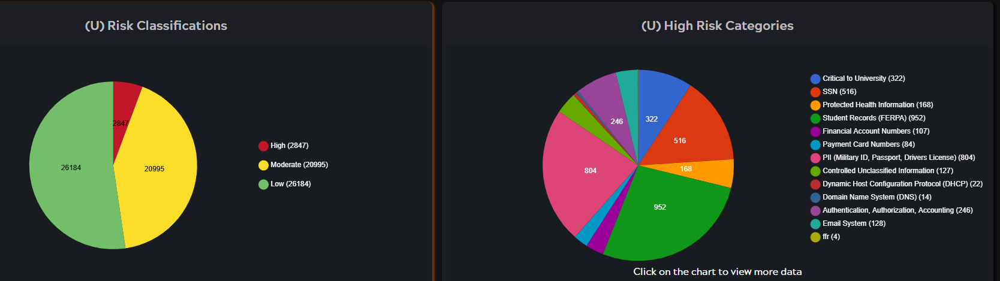 (U) Risk Classifications
2847
26184
20995
High (2847)
Moderate (20995)
Low (26184)
(U) High Risk Categories
322
516
168
952
804
246
Critical to University (322)
SSN (516)
Protected Health Information (168)
Student Records (FERPA) (952)
Financial Account Numbers (107)
Payment Card Numbers (84)
PII (Military ID, Passport, Drivers License) (804)
Controlled Unclassified Information (127)
Dynamic Host Configuration Protocol (DHCP) (22)
Domain Name System (DNS) (14)
Authentication, Authorization, Accounting (246)
Email System (128)
ffr (4)
Click on the chart to view more data